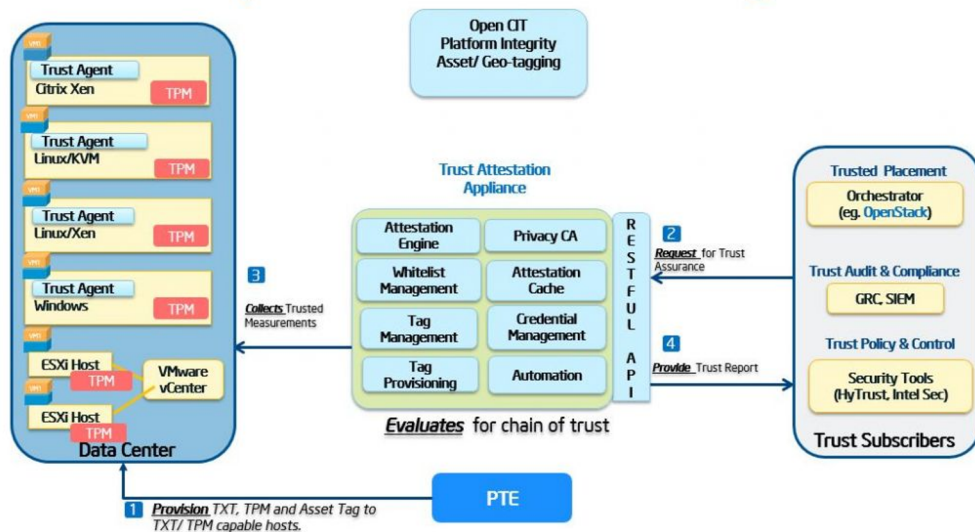 Open CIT
Platform Integrity
Asset/ Geo-tagging
VM1
Trust Agent
Citrix Xen
TPM
Trust Agent
Linux/KVM
TPM
Trust Agent
Linux/Xen
TPM
Trust Agent
Windows
TPM
VM1
ESXi Host
TPM
VM1
ESXi Host
TPM
VMware
vCenter
Data Center
3
Collects Trusted
Measurements
Trust Attestation
Appliance
Attestation
Engine
Privacy CA
Whitelist
Management
Attestation
Cache
Tag
Management
Credential
Management
Tag
Provisioning
Automation
RESTFUL API
Evaluates for chain of trust
2
Request for Trust
Assurance
4
Provide Trust Report
Trusted Placement
Orchestrator
(eg. OpenStack)
Trust Audit & Compliance
GRC, SIEM
Trust Policy & Control
Security Tools
(HyTrust, Intel Sec)
Trust Subscribers
PTE
1
Provision TXT, TPM and Asset Tag to
TXT/ TPM capable hosts.